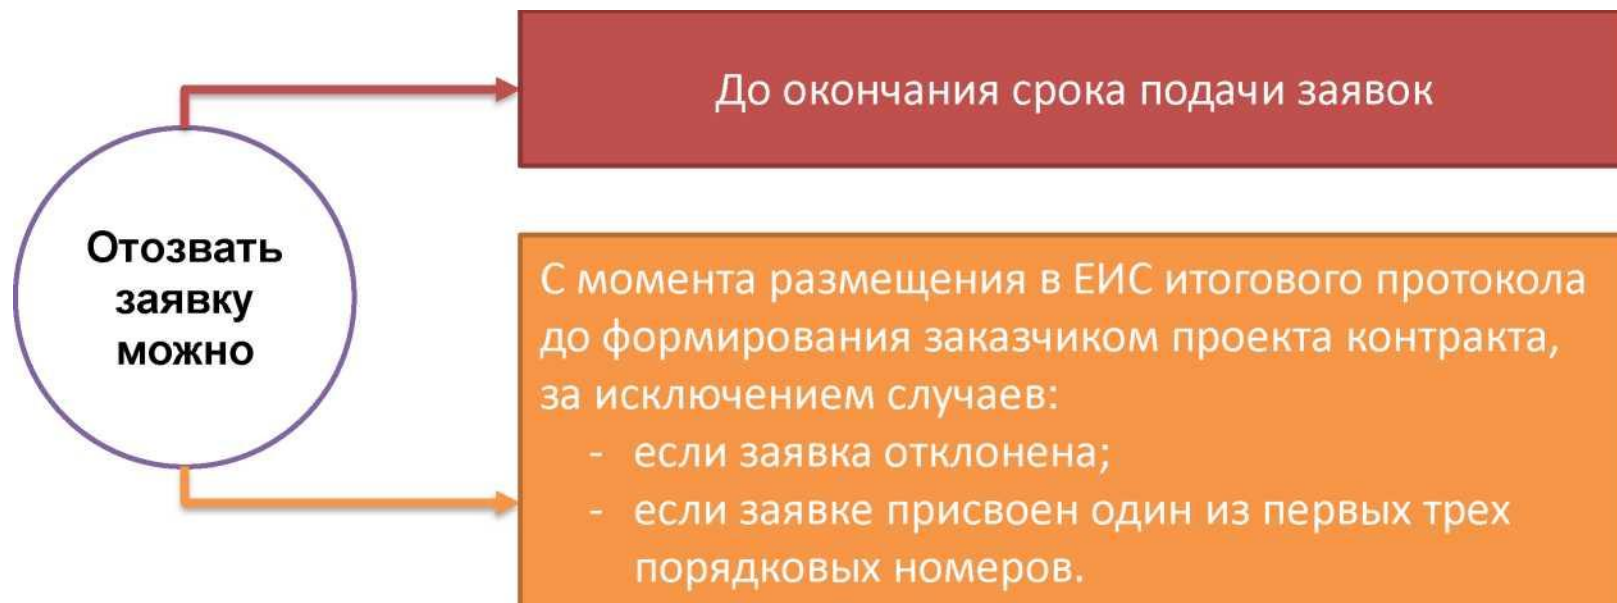 Отозвать
заявку
можно
До окончания срока подачи заявок
С момента размещения в ЕИС итогового протокола
до формирования заказчиком проекта контракта,
за исключением случаев:
- если заявка отклонена;
- если заявке присвоен один из первых трех
порядковых номеров.